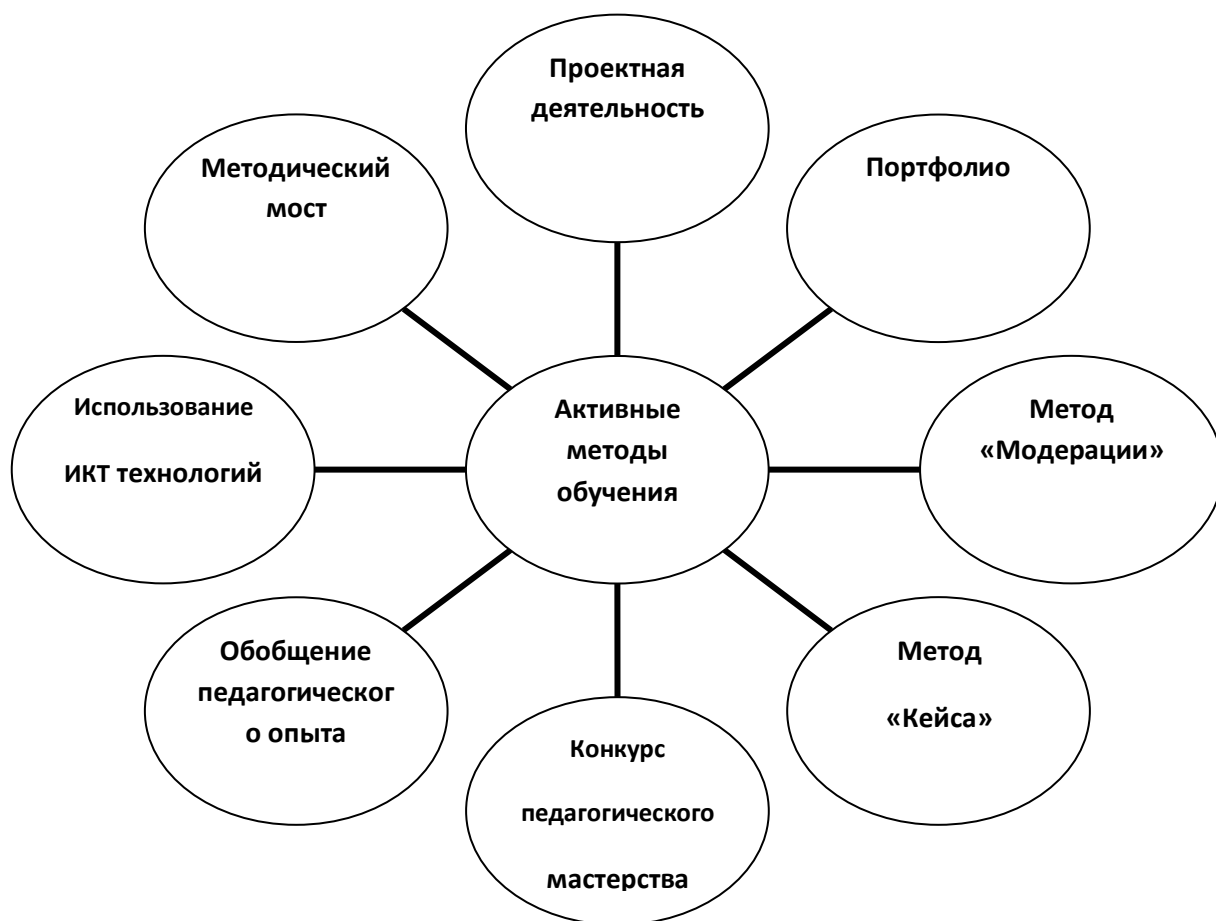 Проектная
деятельность
Методический
мост
Портфолио
Использование
ИКТ технологий
Активные
методы
обучения
Метод
«Модерации»
Обобщение
педагогическог
о опыта
Метод
«Кейса»
Конкурс
педагогического
мастерства